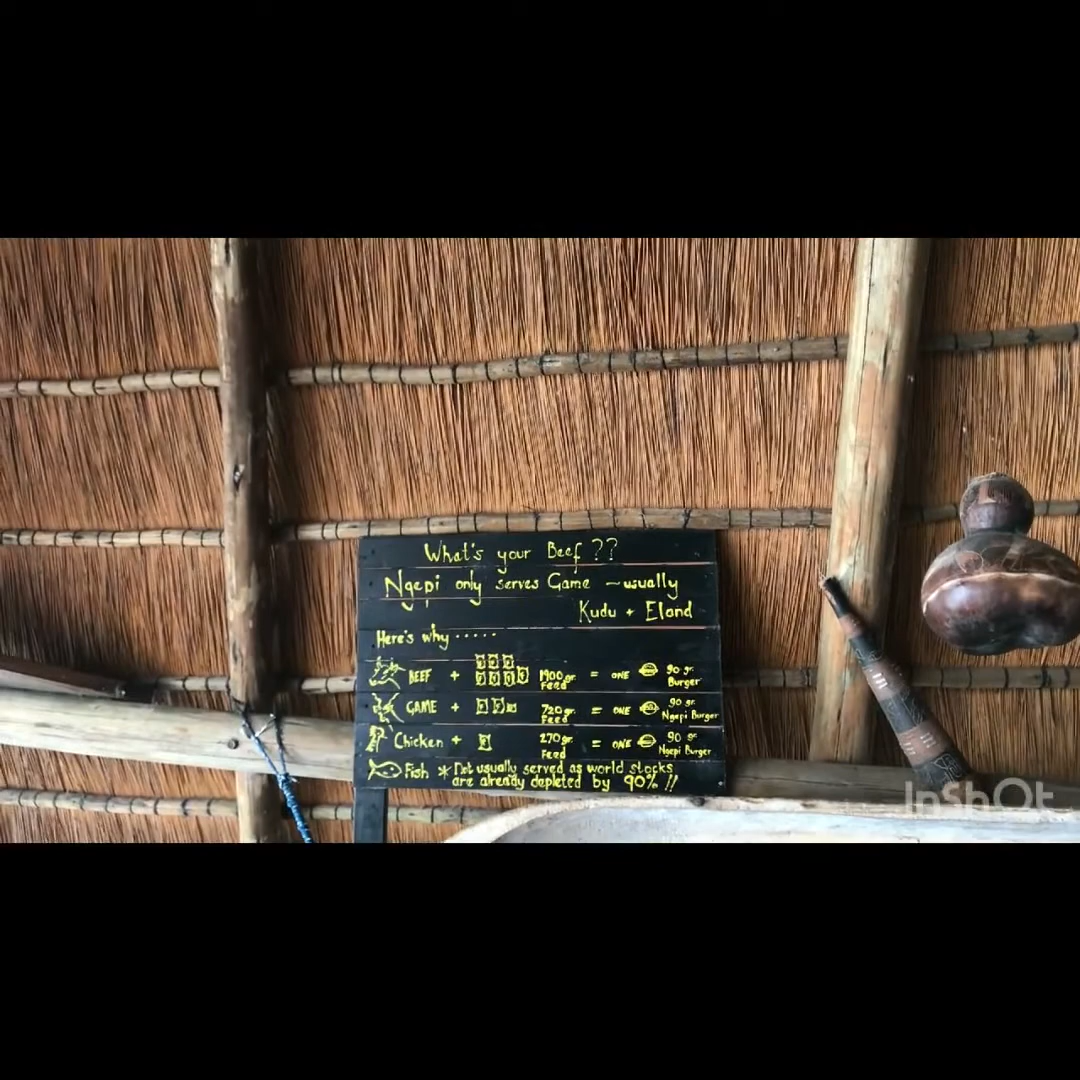 What's your Beef ??
Ngepi only serves Game - usually
Kudu + Eland
Here's why .....
BEEF + 1900 gr. Feed = ONE 90 gr. Burger
GAME + 720 gr. Feed = ONE 90 gr. Ngepi Burger
Chicken + 270 gr. Feed = ONE 90 gr Ngepi Burger
Fish * Not usually served as world stocks
are already depleted by 90% !!
InShOt